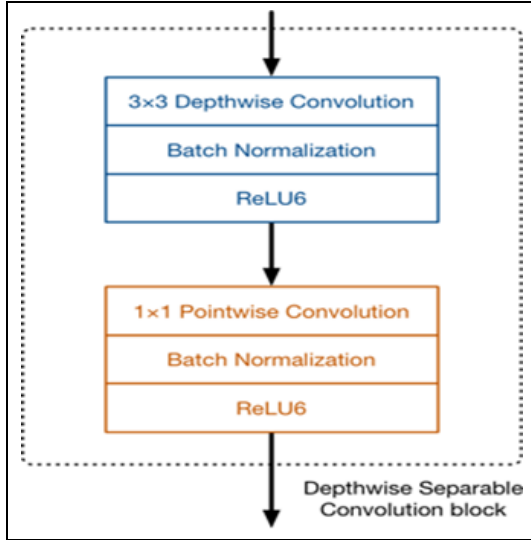 3×3 Depthwise Convolution
Batch Normalization
ReLU6
1×1 Pointwise Convolution
Batch Normalization
ReLU6
Depthwise Separable
Convolution block